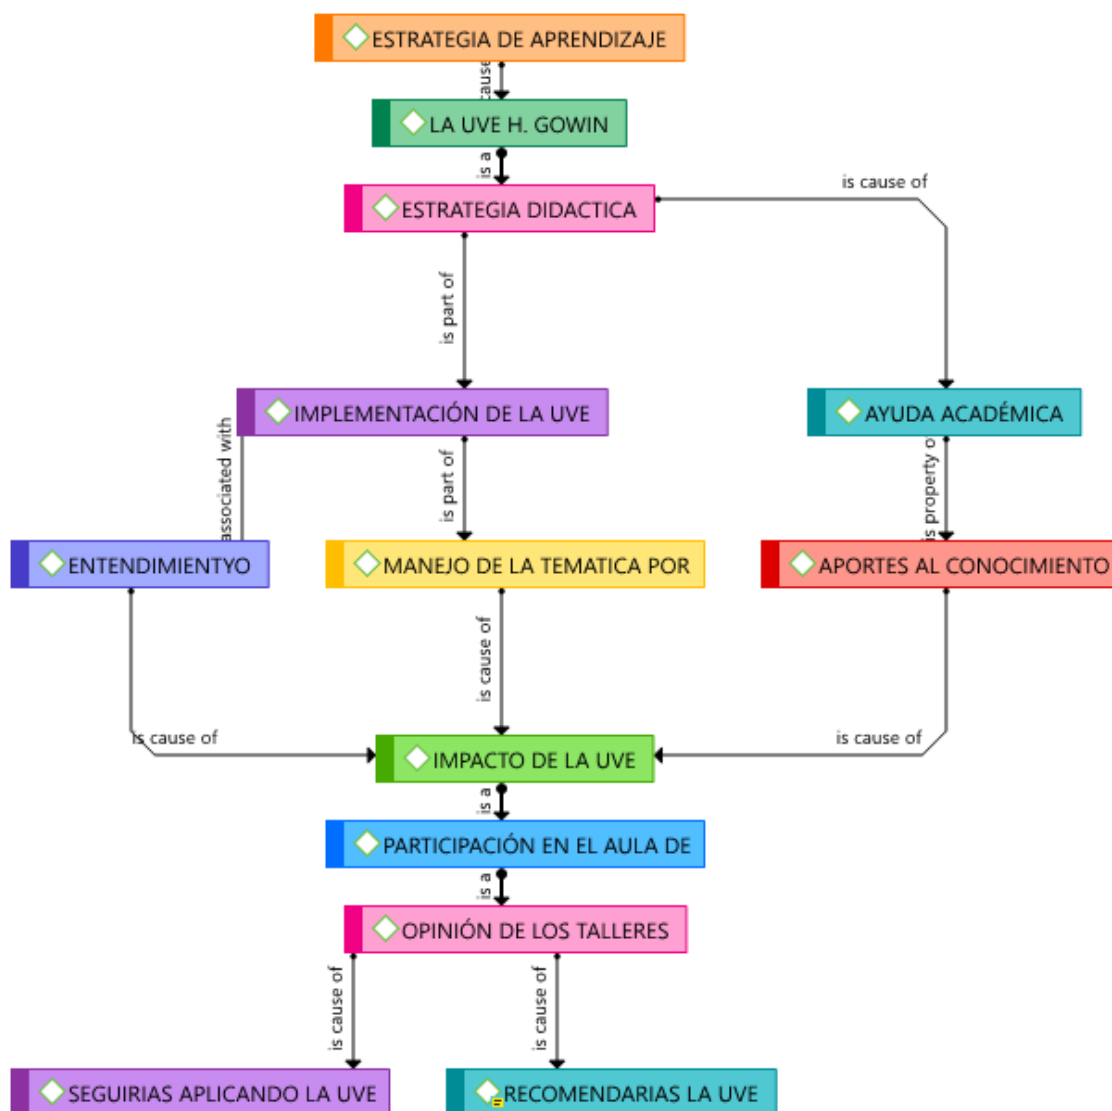 ESTRATEGIA DE APRENDIZAJE
cause
LA UVE H. GOWIN
is a
ESTRATEGIA DIDACTICA
is cause of
is part of
IMPLEMENTACIÓN DE LA UVE
AYUDA ACADÉMICA
associated with
is part of
is property o
ENTENDIMIENTYO
MANEJO DE LA TEMATICA POR
APORTES AL CONOCIMIENTO
is cause of
is cause of
is cause of
IMPACTO DE LA UVE
is a
PARTICIPACIÓN EN EL AULA DE
is a
OPINIÓN DE LOS TALLERES
is cause of
is cause of
SEGUIRIAS APLICANDO LA UVE
RECOMENDARIAS LA UVE